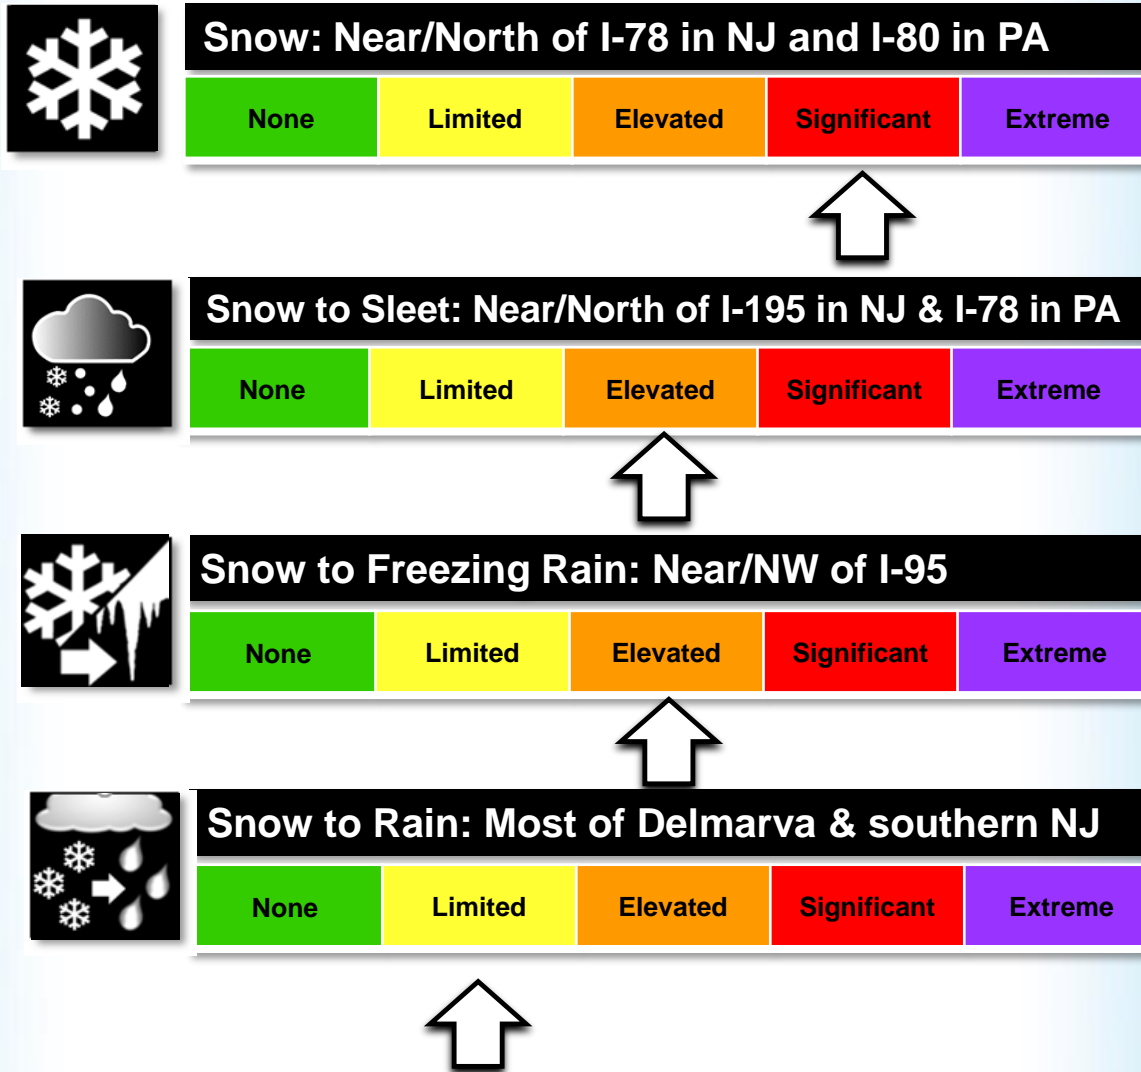 Snow: Near/North of I-78 in NJ and I-80 in PA
None Limited Elevated Significant Extreme
Snow to Sleet: Near/North of I-195 in NJ & I-78 in PA
None Limited Elevated Significant Extreme
Snow to Freezing Rain: Near/NW of I-95
None Limited Elevated Significant Extreme
Snow to Rain: Most of Delmarva & southern NJ
None Limited Elevated Significant Extreme